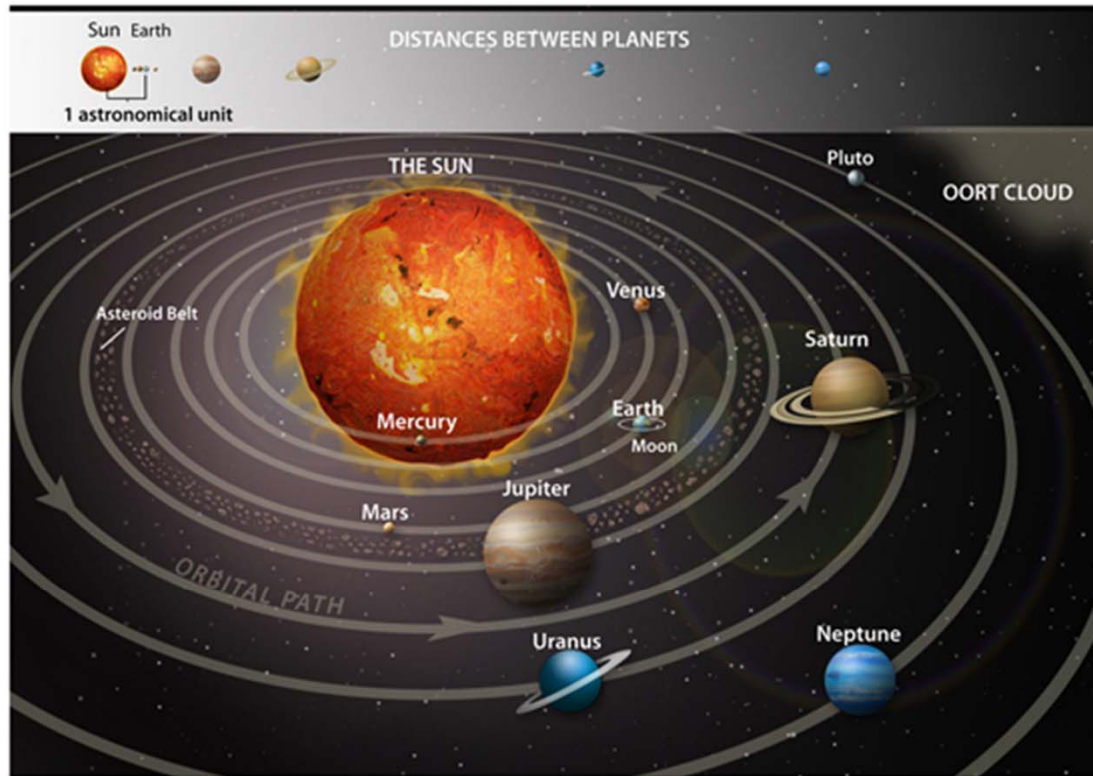 Sun Earth
DISTANCES BETWEEN PLANETS
1 astronomical unit
THE SUN
Pluto
OORT CLOUD
Venus
Asteroid Belt
Saturn
Earth
Mercury
Moon
Jupiter
Mars
ORBITAL PATH
Uranus
Neptune